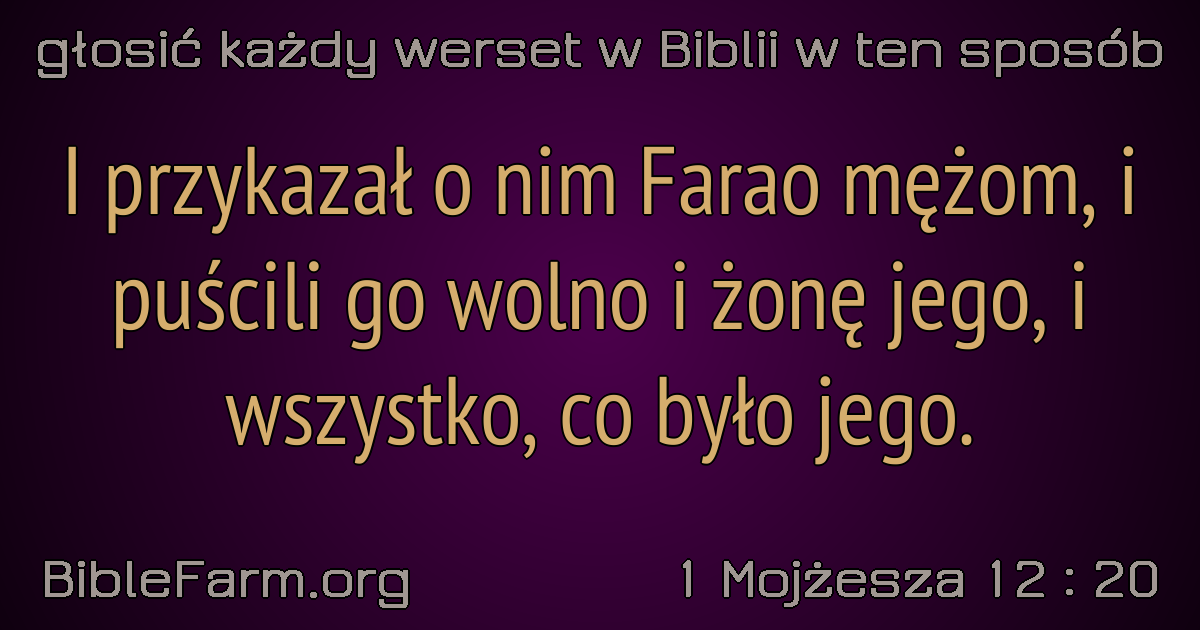 głosić każdy werset w Biblii w ten sposób
I przykazał o nim Farao mężom, i
puścili go wolno i żonę jego, i
wszystko, co było jego.
BibleFarm.org
1 Mojżesza 12 : 20